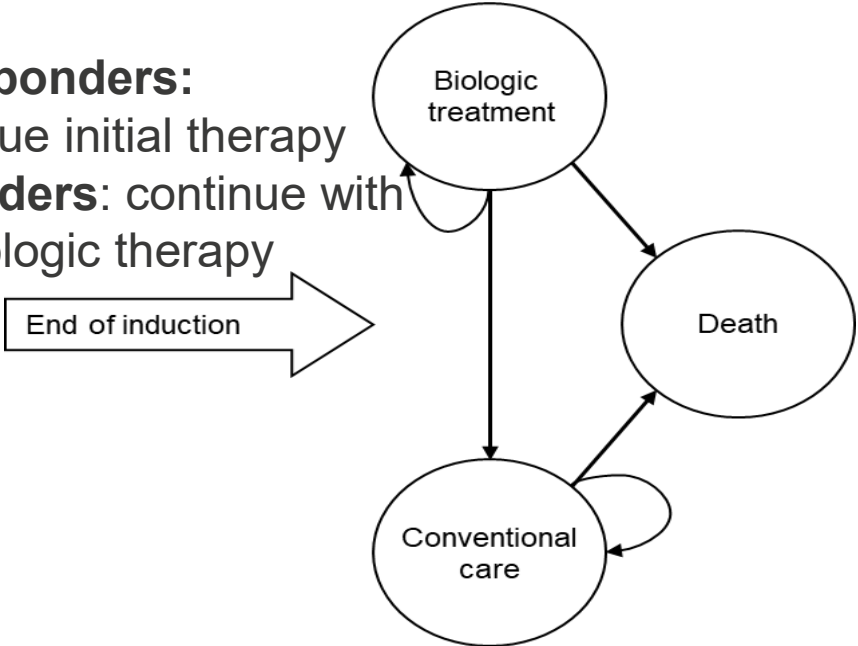 ponders:
ue initial therapy
ders: continue with
logic therapy
End of induction
Biologic
treatment
Death
Conventional
care